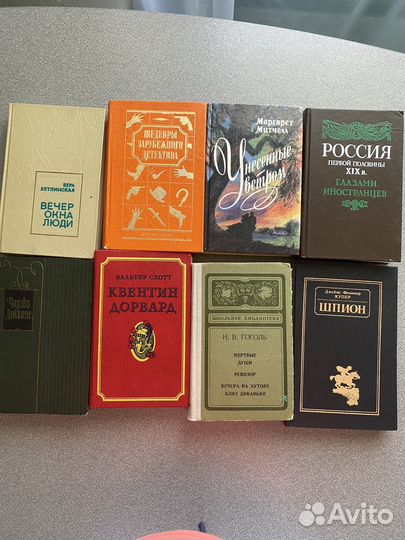 ВЕРА
КЕТЛИНСКАЯ
ВЕЧЕР
ОКНА
ЛЮДИ
ШЕДЕВРЫ
ЗАРУБЕЖНОГО
ДЕТЕКТИВА
Маргарет
Митчелл
Унесенные
ветром
РОССИЯ
ПЕРВОЙ ПОЛОВИНЫ
XIX в.
ГЛАЗАМИ
ИНОСТРАНЦЕВ
Чарльз
Диккенс
ВАЛЬТЕР СКОТТ
КВЕНТИН
ДОРВАРД
ШКОЛЬНАЯ БИБЛИОТЕКА
Н. В. ГОГОЛЬ
МЕРТВЫЕ
ДУШИ
РЕВИЗОР
ВЕЧЕРА НА ХУТОРЕ
БЛИЗ ДИКАНЬКИ
Джеймс Фенимор
КУПЕР
ШПИОН
Avito